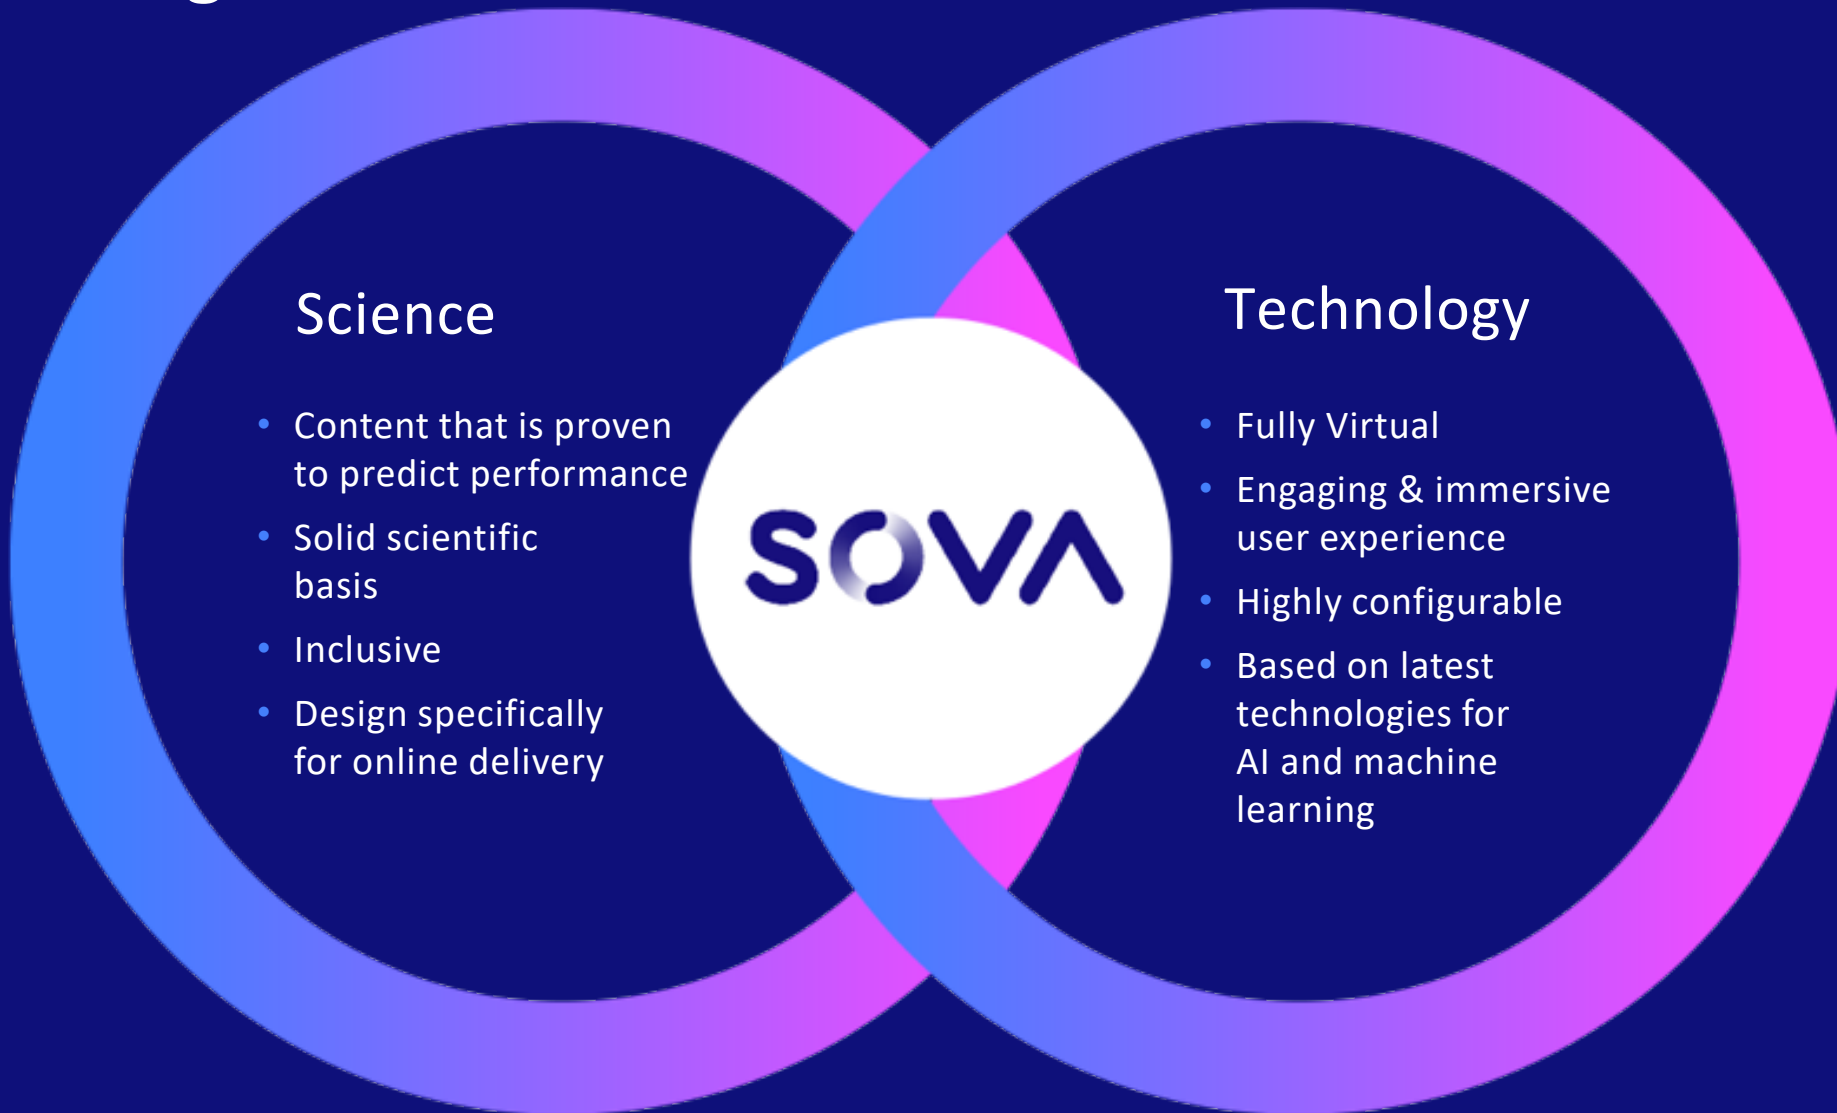 Science
Content that is proven
to predict performance
Solid scientific
basis
Inclusive
Design specifically
for online delivery
SOVA
Technology
Fully Virtual
Engaging & immersive
user experience
Highly configurable
Based on latest
technologies for
AI and machine
learning